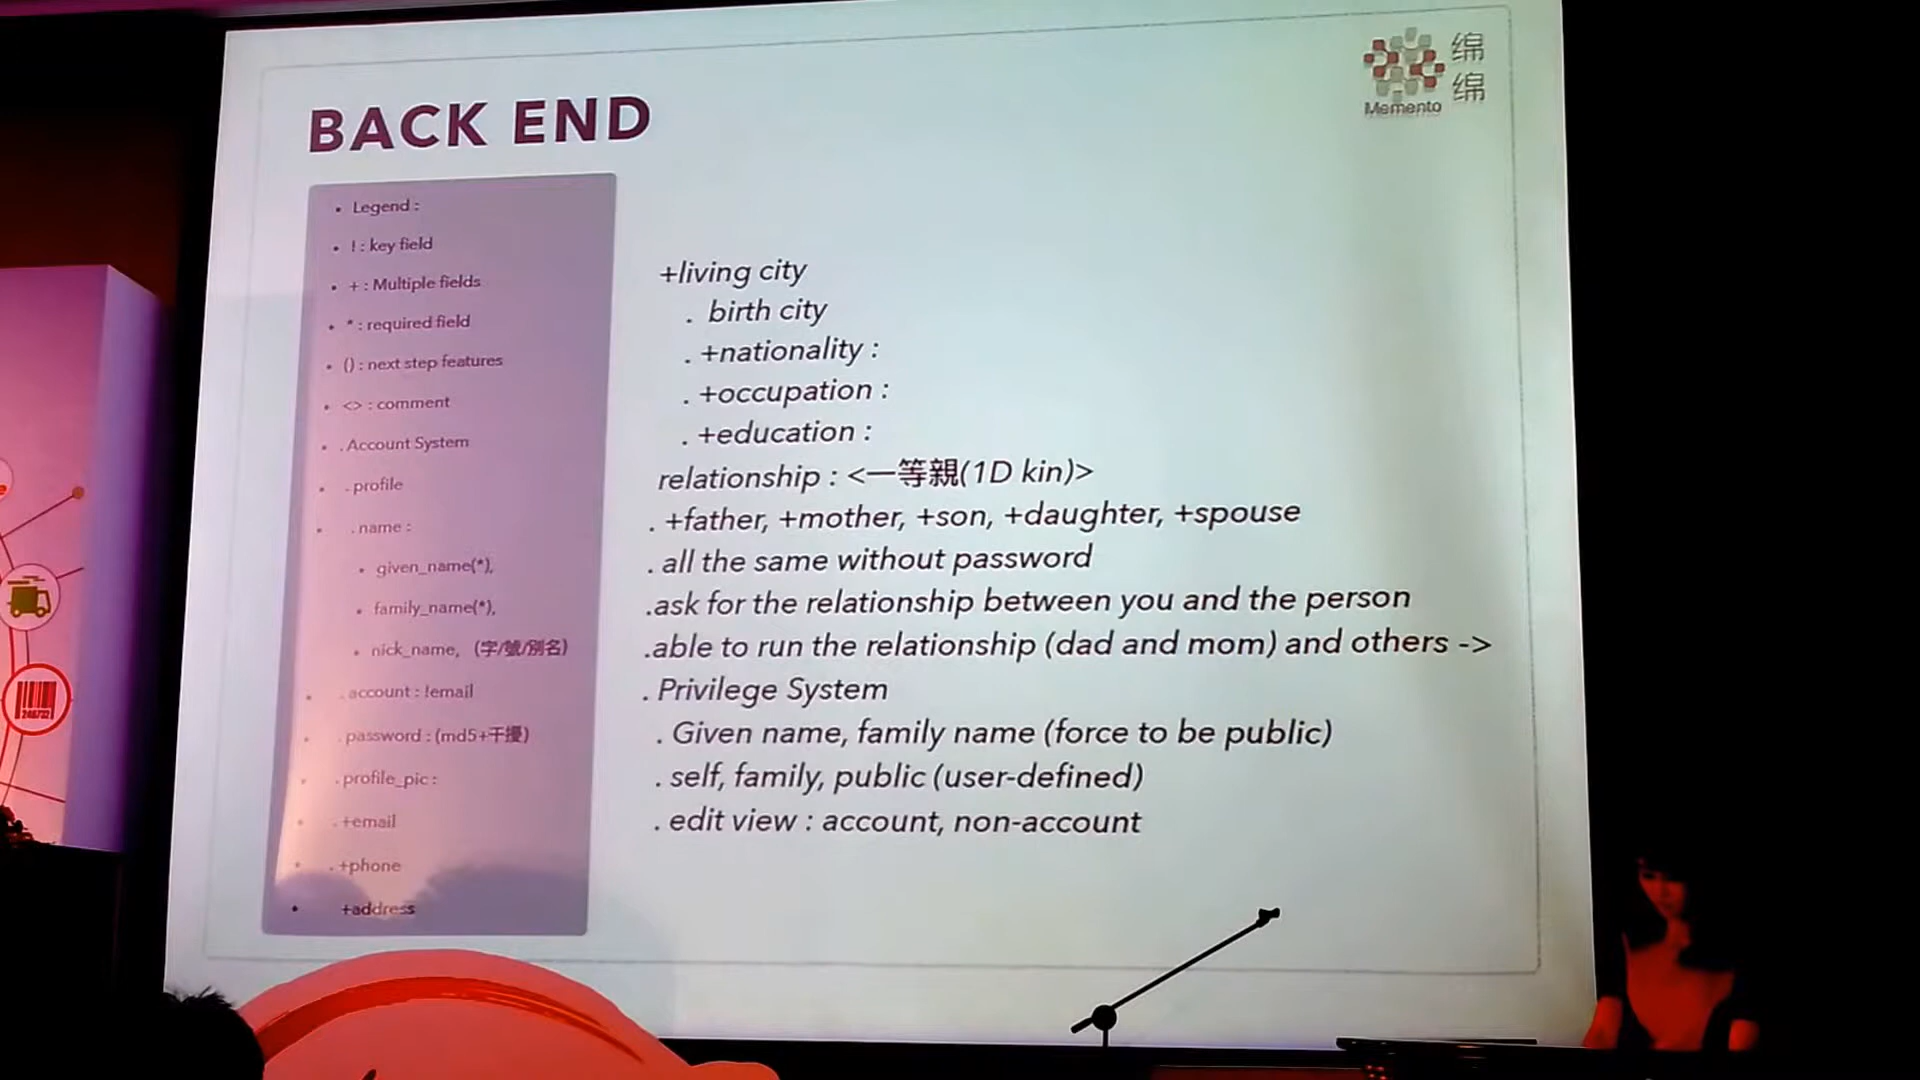 BACK END
绵
绵
Memento
• Legend :
• ! : key field
• + : Multiple fields
• * : required field
• () : next step features
• <> : comment
• . Account System
• . profile
• . name :
• given_name(*),
• family_name(*),
• nick_name, (字/號/別名)
• . account : !email
• . password : (md5+干擾)
• . profile_pic :
• . +email
• . +phone
• +address
+living city
. birth city
. +nationality :
. +occupation :
. +education :
relationship : <一等親(1D kin)>
. +father, +mother, +son, +daughter, +spouse
. all the same without password
.ask for the relationship between you and the person
.able to run the relationship (dad and mom) and others ->
. Privilege System
. Given name, family name (force to be public)
. self, family, public (user-defined)
. edit view : account, non-account